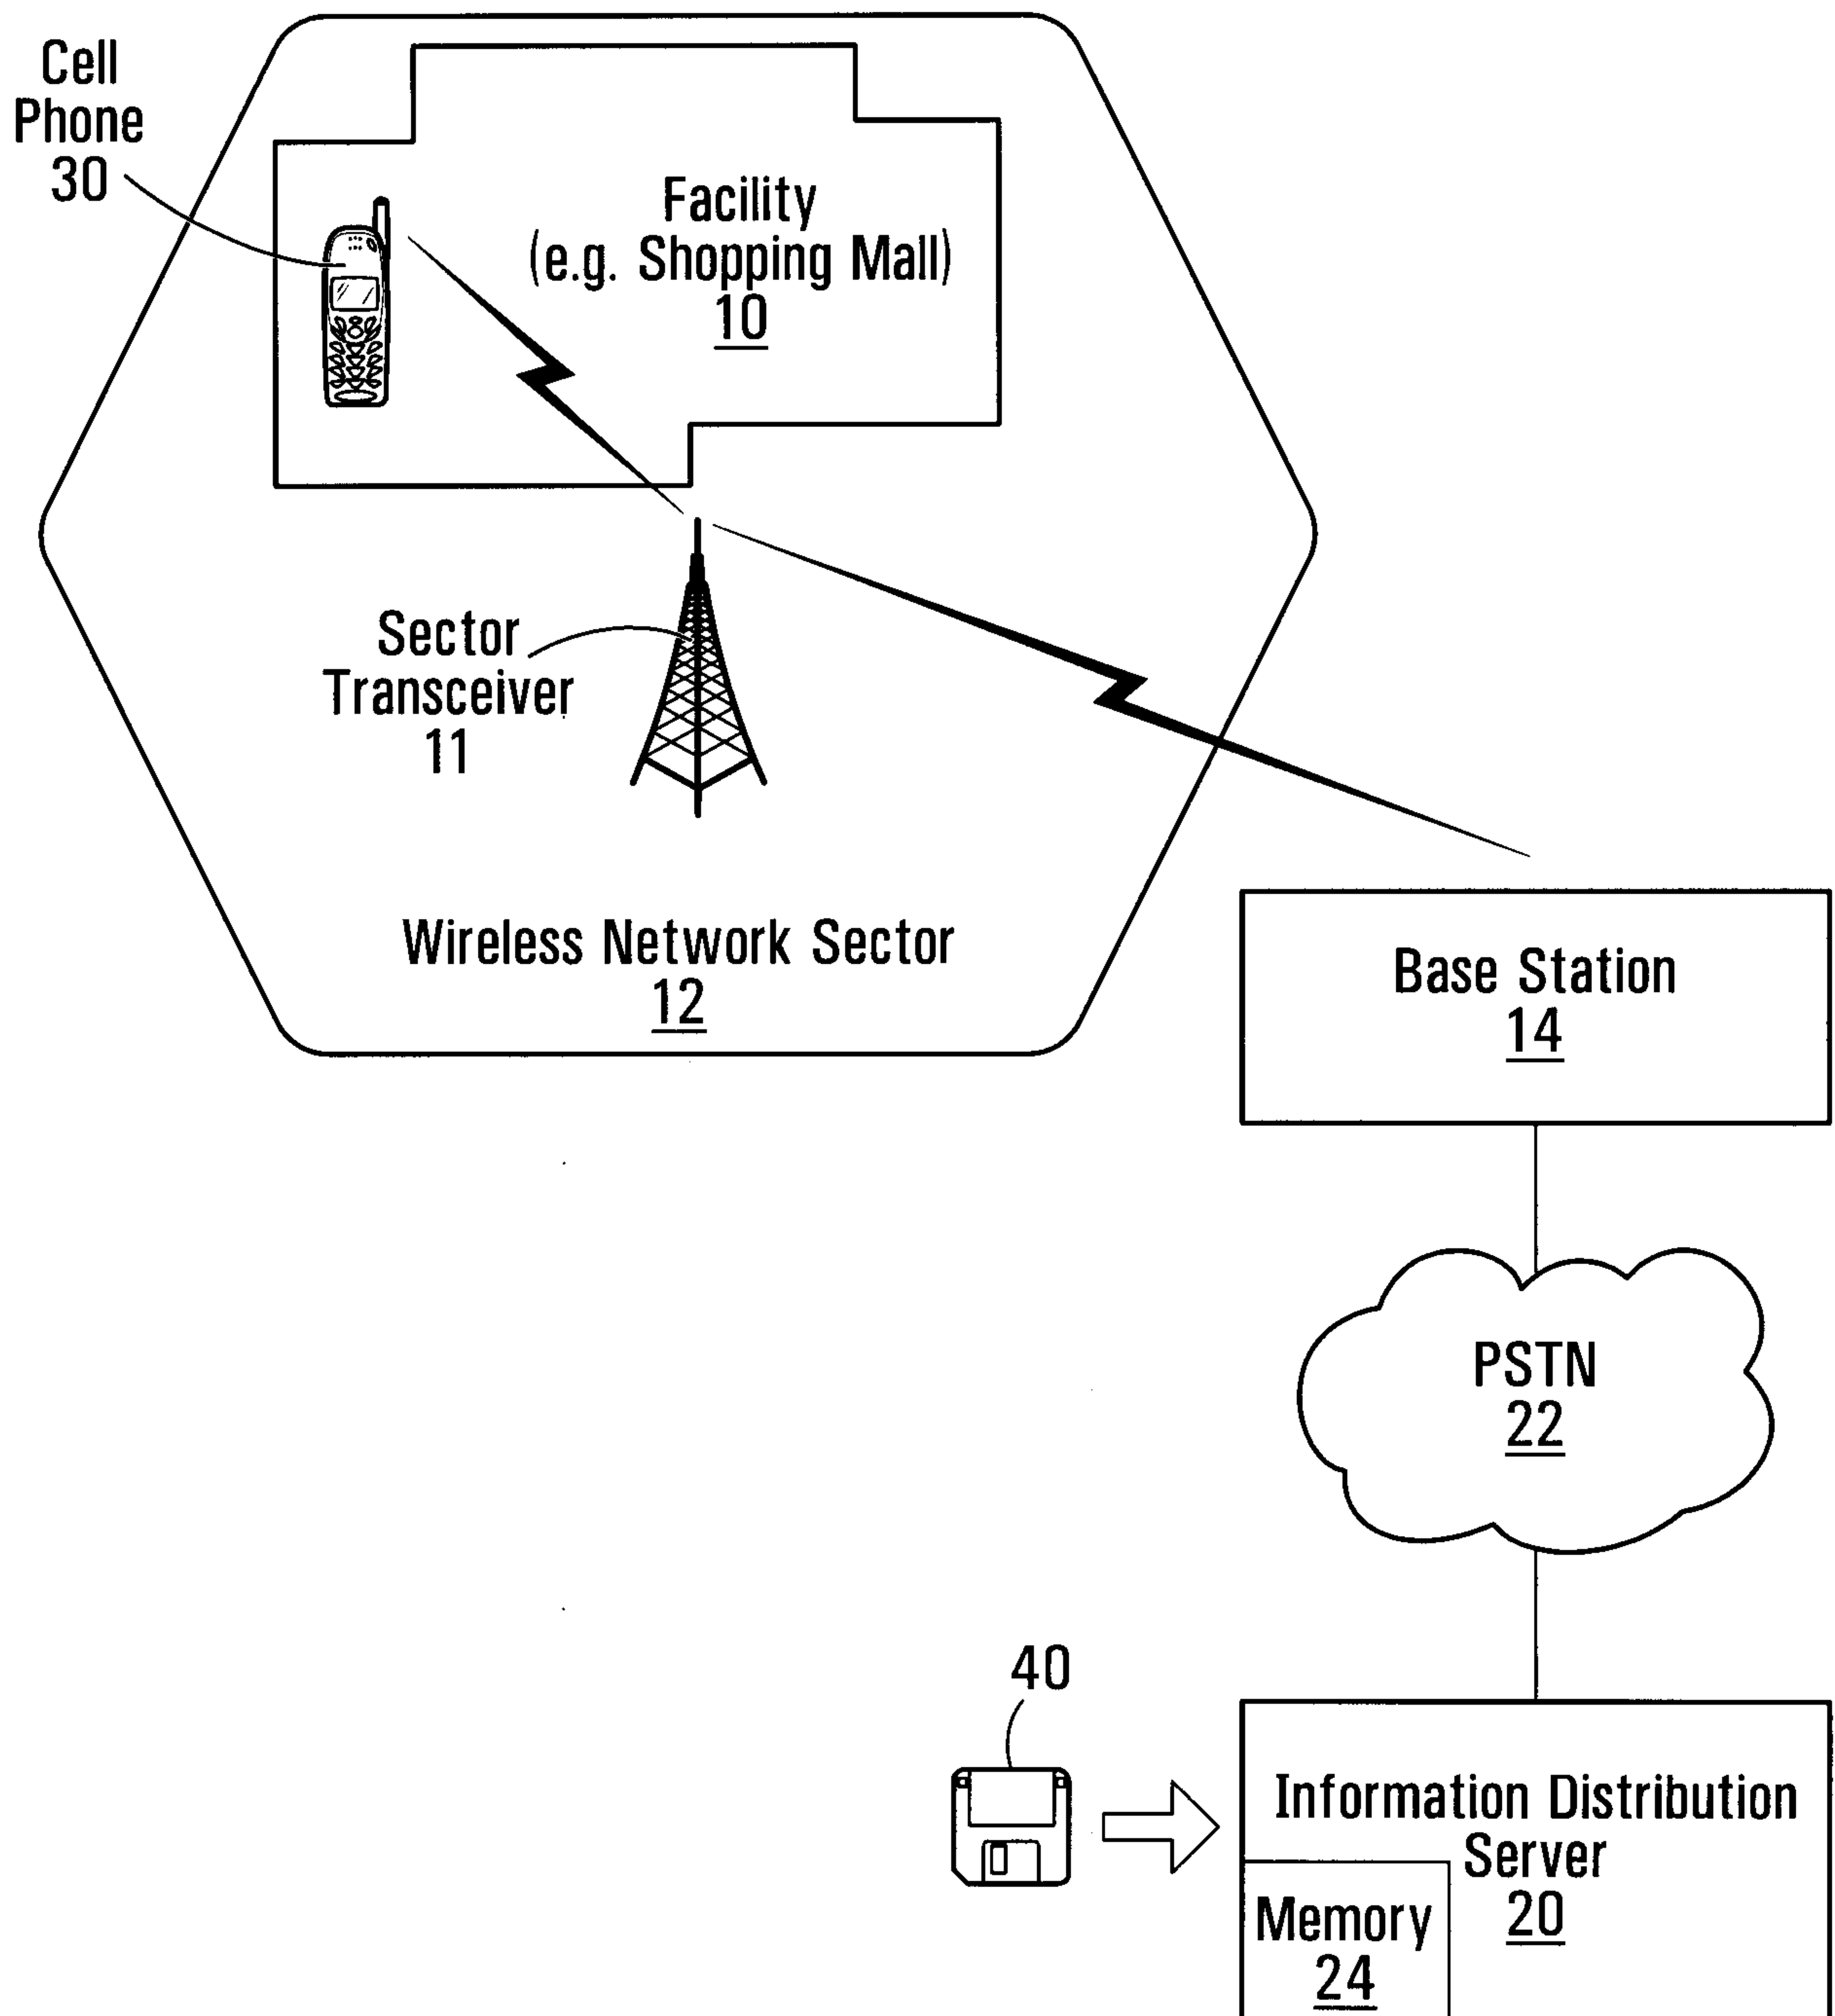 Cell
Phone
30
Facility
(e.g. Shopping Mall)
10
Sector
Transceiver
11
Wireless Network Sector
12
Base Station
14
PSTN
22
40
Information Distribution
Server
20
Memory
24